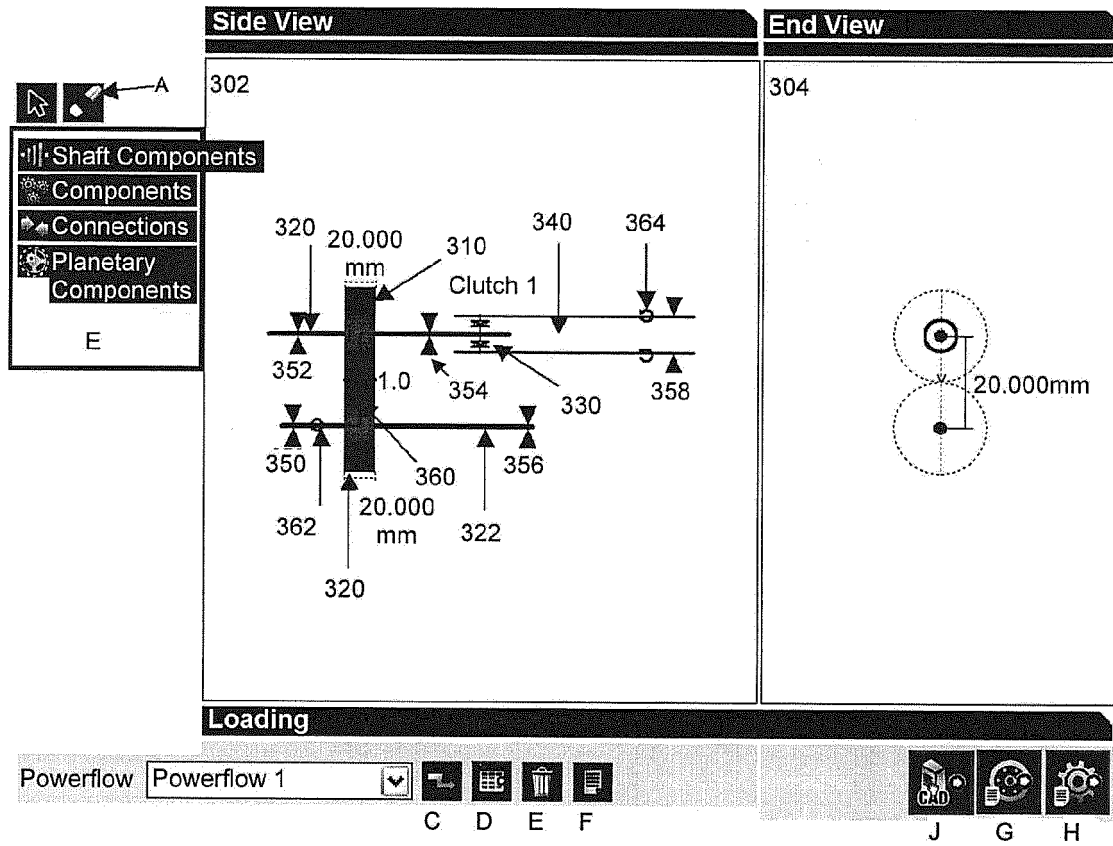 Side View
End View
A
302
304
Shaft Components
Components
Connections
Planetary
Components
E
320
20.000
mm
310
340
364
Clutch 1
352
1.0
354
330
358
20.000mm
350
360
356
362
20.000
mm
322
320
Loading
Powerflow
Powerflow 1
CAD
C
D
E
F
J
G
H